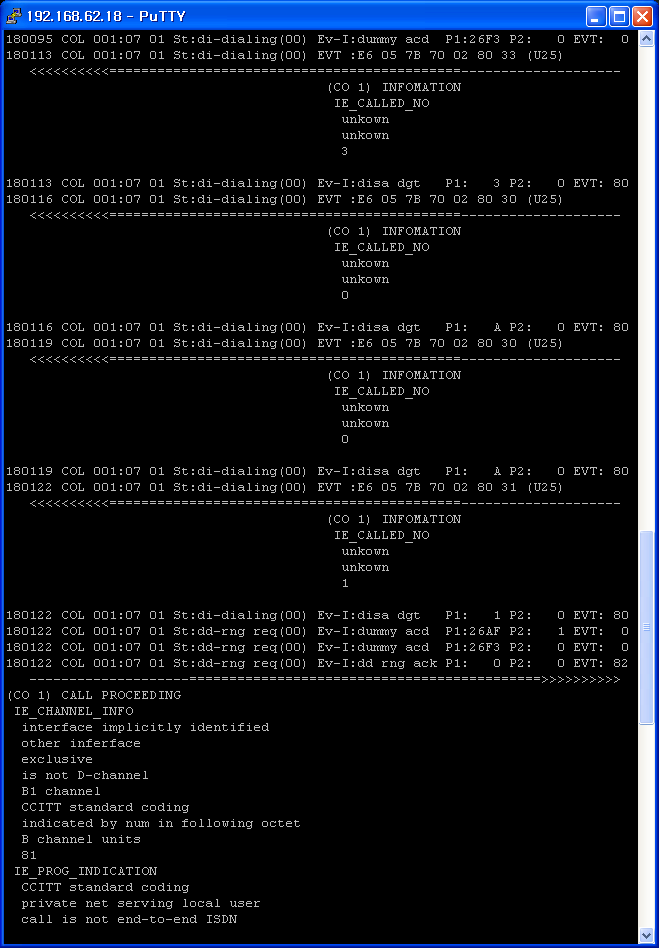 192.168.62.18 - PuTTY
180095 COL 001:07 01 St:di-dialing(00) Ev-I:dummy acd  P1:26F3 P2:   0 EVT:  0
180113 COL 001:07 01 St:di-dialing(00) EVT :E6 05 7B 70 02 80 33 (U25)
<<<<<<<<<<============================================--------------------
(CO 1) INFOMATION
IE_CALLED_NO
unkown
unkown
3
180113 COL 001:07 01 St:di-dialing(00) Ev-I:disa dgt   P1:   3 P2:   0 EVT: 80
180116 COL 001:07 01 St:di-dialing(00) EVT :E6 05 7B 70 02 80 30 (U25)
<<<<<<<<<<============================================--------------------
(CO 1) INFOMATION
IE_CALLED_NO
unkown
unkown
0
180116 COL 001:07 01 St:di-dialing(00) Ev-I:disa dgt   P1:   A P2:   0 EVT: 80
180119 COL 001:07 01 St:di-dialing(00) EVT :E6 05 7B 70 02 80 30 (U25)
<<<<<<<<<<============================================--------------------
(CO 1) INFOMATION
IE_CALLED_NO
unkown
unkown
0
180119 COL 001:07 01 St:di-dialing(00) Ev-I:disa dgt   P1:   A P2:   0 EVT: 80
180122 COL 001:07 01 St:di-dialing(00) EVT :E6 05 7B 70 02 80 31 (U25)
<<<<<<<<<<============================================--------------------
(CO 1) INFOMATION
IE_CALLED_NO
unkown
unkown
1
180122 COL 001:07 01 St:di-dialing(00) Ev-I:disa dgt   P1:   1 P2:   0 EVT: 80
180122 COL 001:07 01 St:dd-rng req(00) Ev-I:dummy acd  P1:26AF P2:   1 EVT:  0
180122 COL 001:07 01 St:dd-rng req(00) Ev-I:dummy acd  P1:26F3 P2:   0 EVT:  0
180122 COL 001:07 01 St:dd-rng req(00) Ev-I:dd rng ack P1:   0 P2:   0 EVT: 82
--------------------============================================>>>>>>>>>>
(CO 1) CALL PROCEEDING
IE_CHANNEL_INFO
interface implicitly identified
other inferface
exclusive
is not D-channel
B1 channel
CCITT standard coding
indicated by num in following octet
B channel units
81
IE_PROG_INDICATION
CCITT standard coding
private net serving local user
call is not end-to-end ISDN